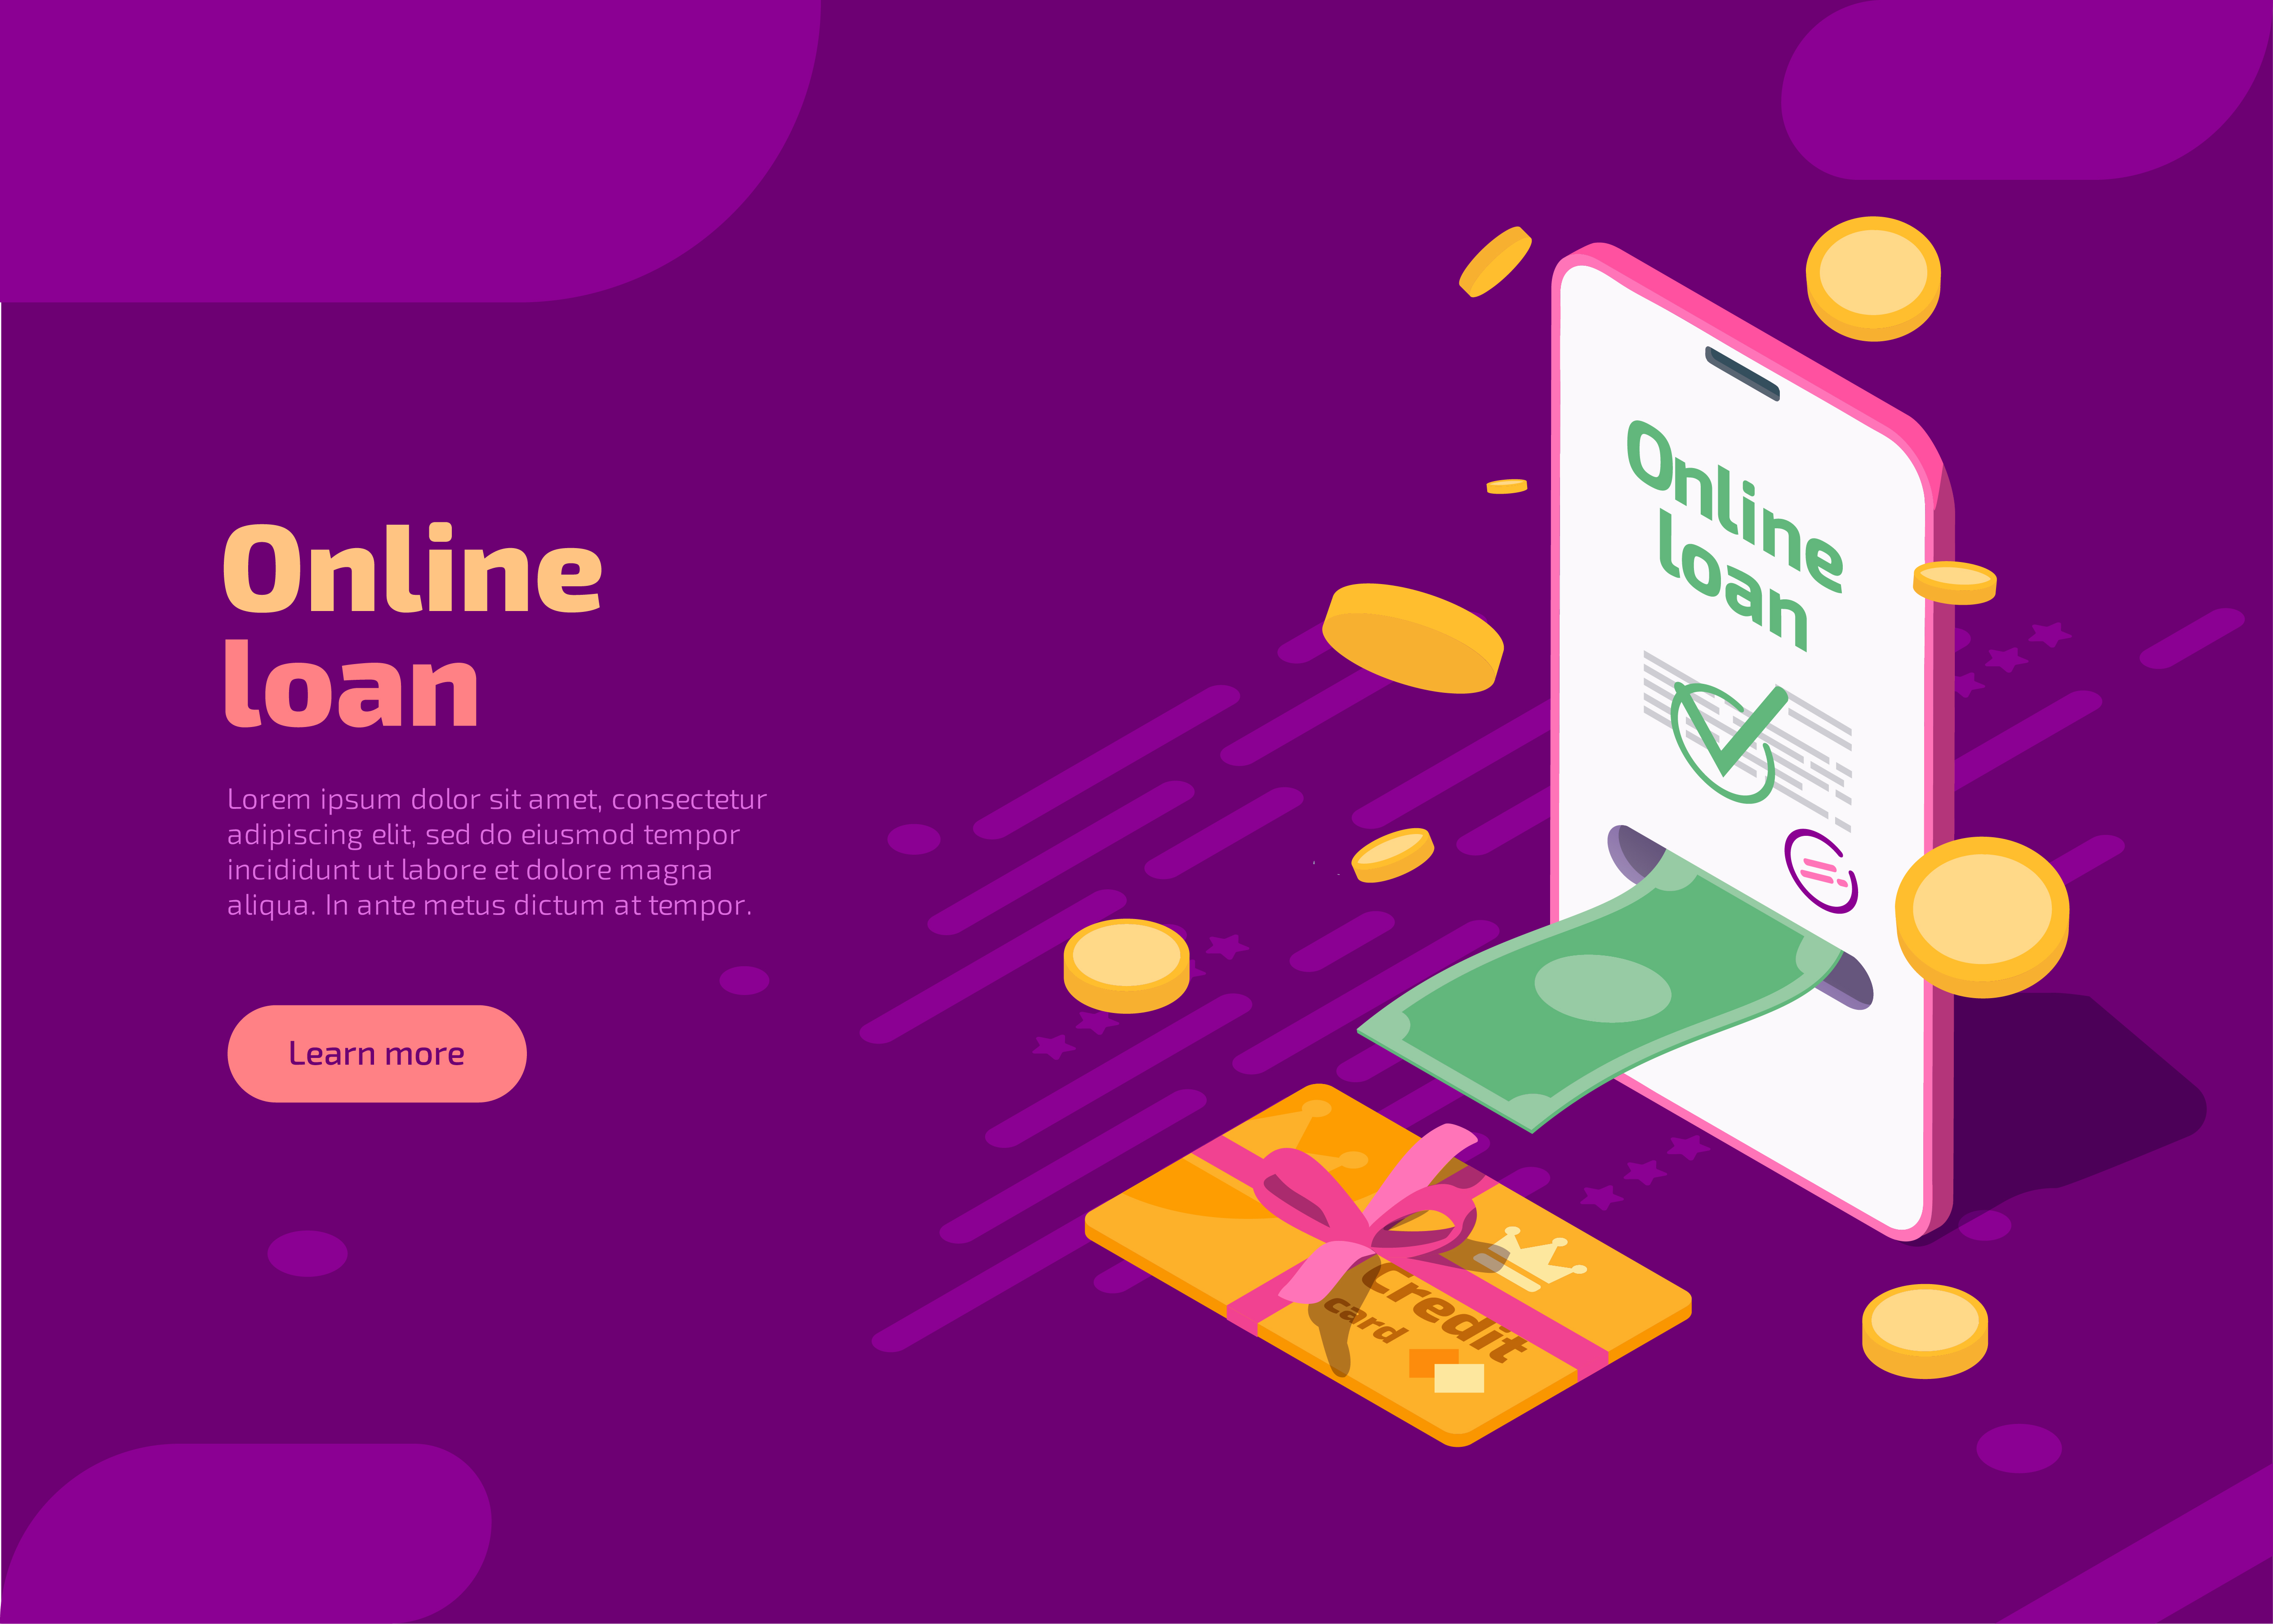 Online
loan
Lorem ipsum dolor sit amet, consectetur
adipiscing elit, sed do eiusmod tempor
incididunt ut labore et dolore magna
aliqua. In ante metus dictum at tempor.
Learn more
Online
loan
Credit
Card